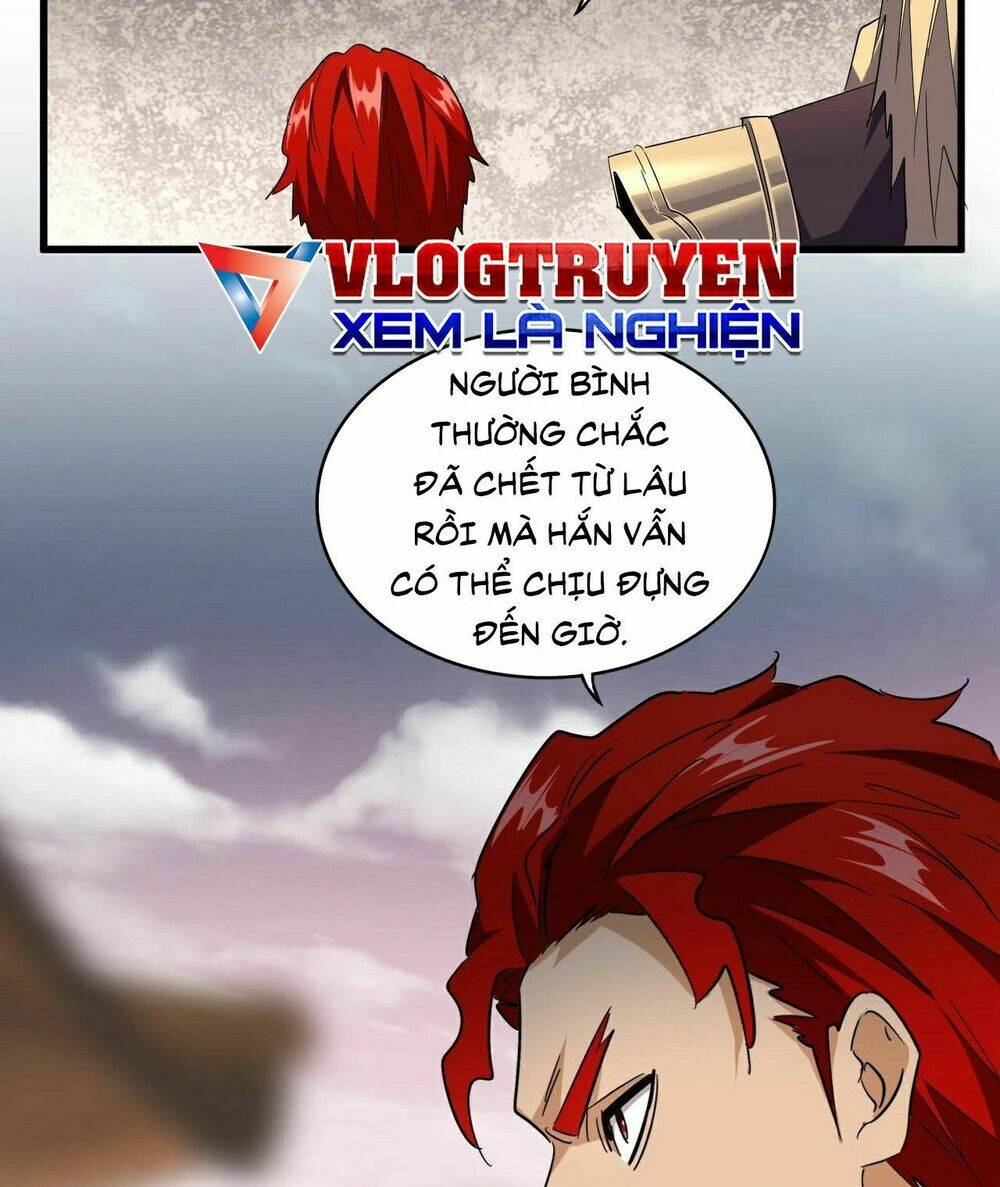 VLOGTRUYEN
XEM LÀ NGHIỆN
NGƯỜI BÌNH
THƯỜNG CHẮC
ĐÃ CHẾT TỪ LÂU
RỒI MÀ HẮN VẪN
CÓ THỂ CHỊU ĐỰNG
ĐẾN GIỜ.